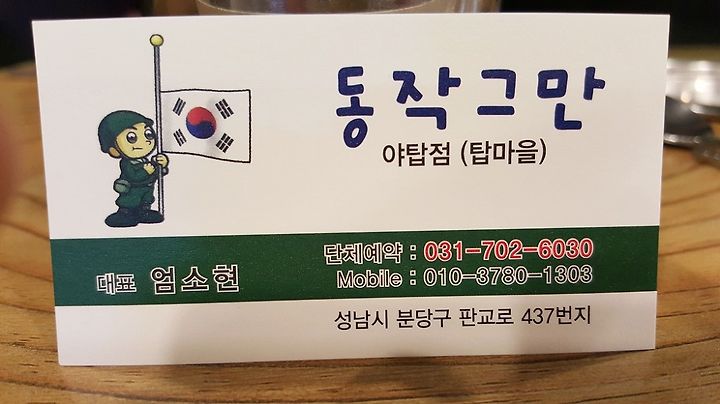 동작그만
야탑점 (탑마을)
단체예약 : 031-702-6030
대표 엄소현
Mobile : 010-3780-1303
성남시 분당구 판교로 437번지